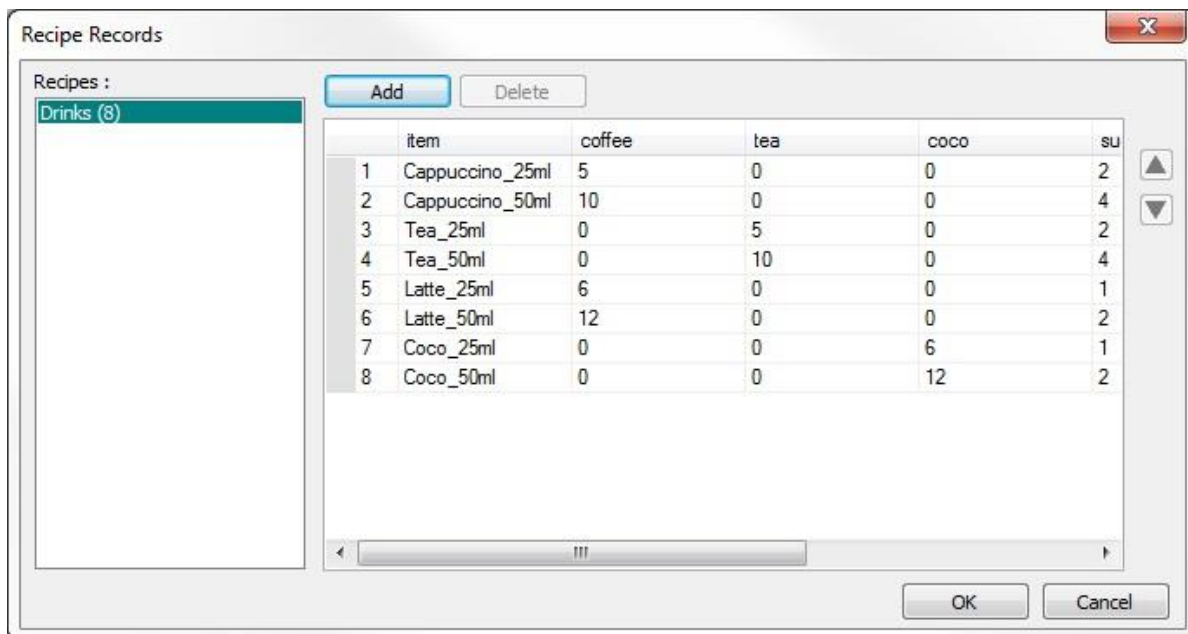 Recipe Records
Recipes :
Drinks (8)
Add Delete
item coffee tea coco su
1 Cappuccino_25ml 5 0 0 2
2 Cappuccino_50ml 10 0 0 4
3 Tea_25ml 0 5 0 2
4 Tea_50ml 0 10 0 4
5 Latte_25ml 6 0 0 1
6 Latte_50ml 12 0 0 2
7 Coco_25ml 0 0 6 1
8 Coco_50ml 0 0 12 2
OK Cancel